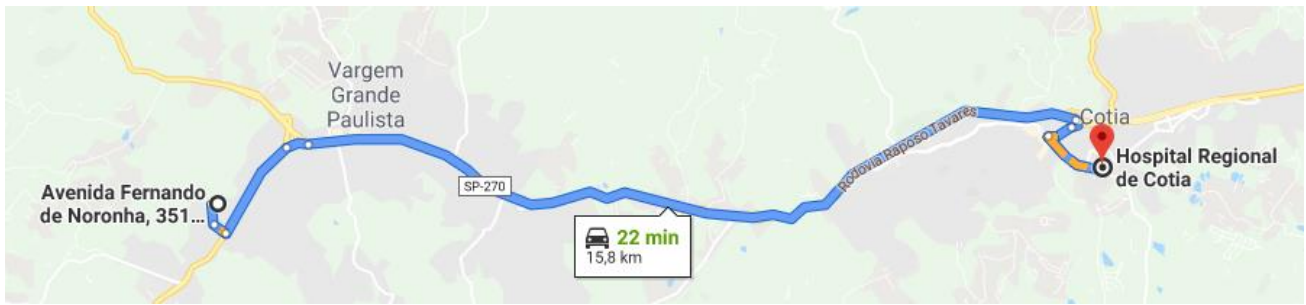 Vargem
Grande
Paulista
Avenida Fernando
de Noronha, 351...
SP-270
22 min
15,8 km
Rodovia Raposo Tavares
Cotia
Hospital Regional
de Cotia